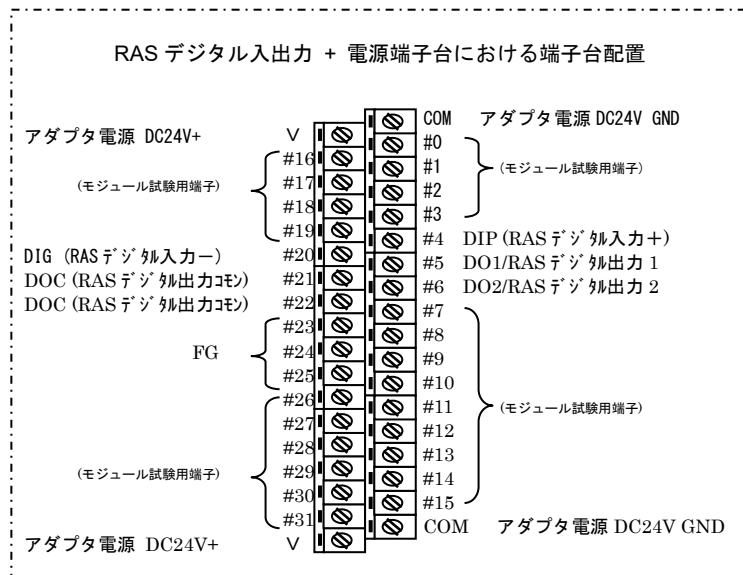 RAS デジタル入出力 + 電源端子台における端子台配置
アダプタ電源 DC24V+
V
#16
#17
#18
#19
(モジュール試験用端子)
#20
DIG (RASデジタル入力ー)
#21
DOC (RASデジタル出力コモン)
#22
DOC (RASデジタル出力コモン)
#23
#24
#25
FG
#26
#27
#28
#29
#30
#31
(モジュール試験用端子)
V
アダプタ電源 DC24V+
COM アダプタ電源 DC24V GND
#0
#1
#2
#3
(モジュール試験用端子)
#4 DIP (RASデジタル入力+)
#5 DO1/RASデジタル出力 1
#6 DO2/RASデジタル出力 2
#7
#8
#9
#10
#11
#12
#13
#14
#15
(モジュール試験用端子)
COM アダプタ電源 DC24V GND